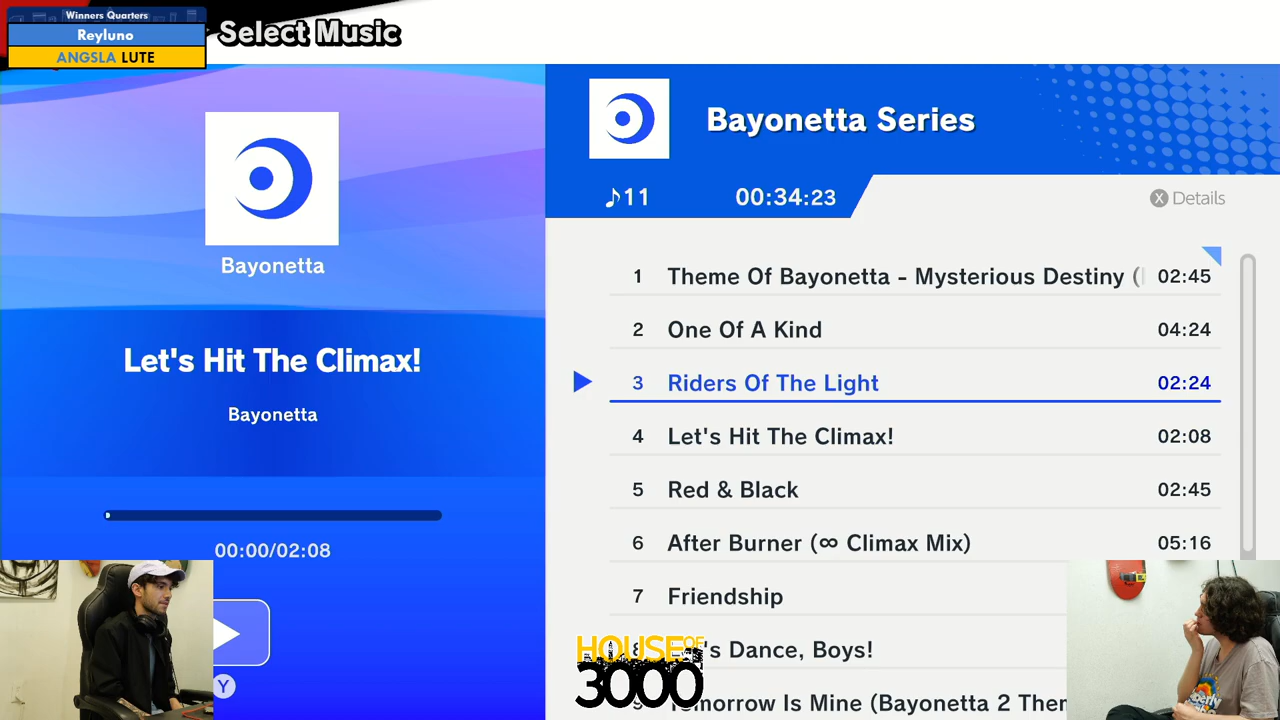 Winners Quarters
Reyluno
ANGSLA LUTE
Select Music
Bayonetta
Let's Hit The Climax!
Bayonetta
00:00/02:08
Y
Bayonetta Series
♪11 00:34:23
X Details
1 Theme Of Bayonetta - Mysterious Destiny ( 02:45
2 One Of A Kind 04:24
3 Riders Of The Light 02:24
4 Let's Hit The Climax! 02:08
5 Red & Black 02:45
6 After Burner (∞ Climax Mix) 05:16
7 Friendship
's Dance, Boys!
9 Tomorrow Is Mine (Bayonetta 2 Them
HOUSE OF
3000